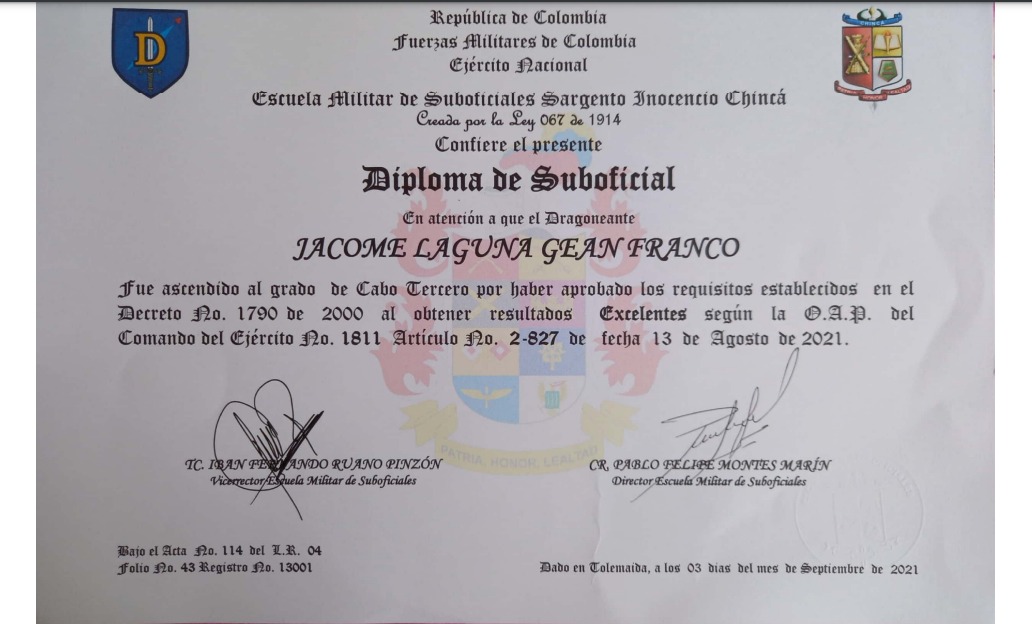 República de Colombia
Fuerzas Militares de Colombia
Ejército Nacional
Escuela Militar de Suboficiales Sargento Inocencio Chincá
Creada por la Ley 067 de 1914
Confiere el presente
Diploma de Suboficial
En atención a que el Dragoneante
JACOME LAGUNA GEAN FRANCO
Fue ascendido al grado de Cabo Tercero por haber aprobado los requisitos establecidos en el
Decreto No. 1790 de 2000 al obtener resultados Excelentes según la O.A.P. del
Comando del Ejército No. 1811 Artículo No. 2-827 de fecha 13 de Agosto de 2021.
PATRIA, HONOR, LEALTAD
TC. IBAN FERNANDO RUANO PINZÓN
Vicerrector Escuela Militar de Suboficiales
CR. PABLO FELIPE MONTES MARÍN
Director Escuela Militar de Suboficiales
Bajo el Acta No. 114 del L.R. 04
Folio No. 43 Registro No. 13001
Dado en Tolemaida, a los 03 dias del mes de Septiembre de 2021
D
CHINCA
PATRIA HONOR LEALTAD